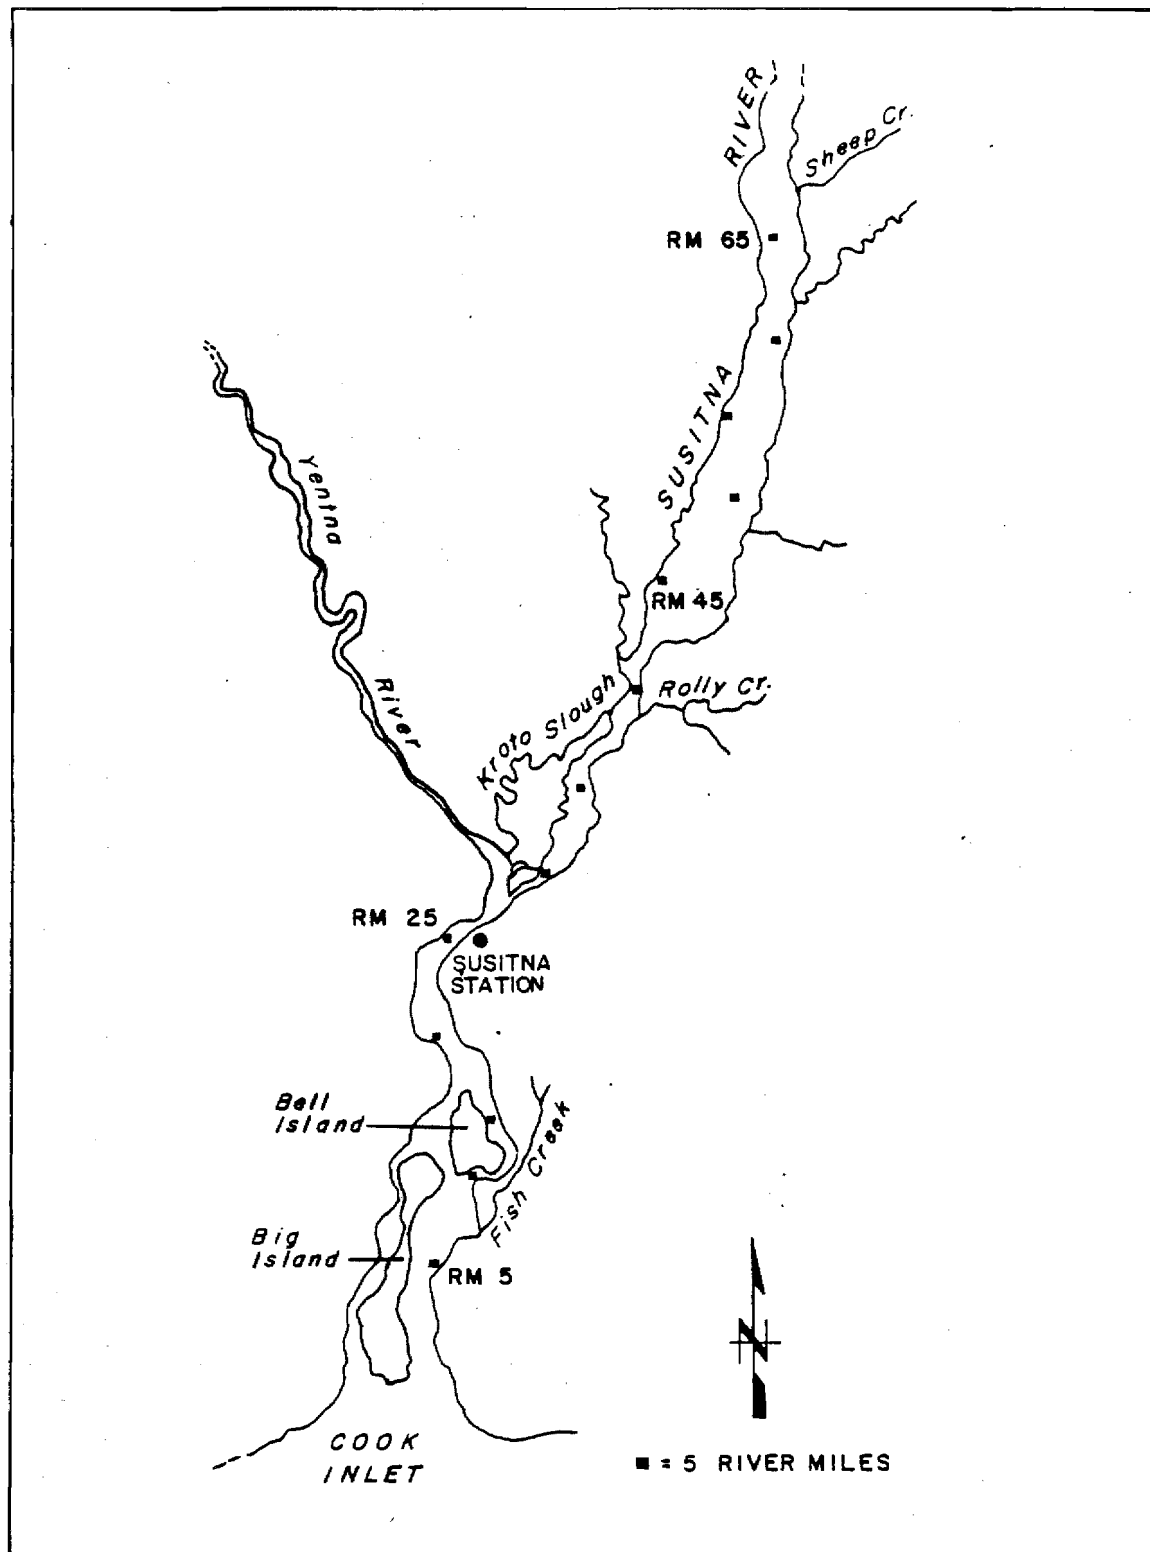 SUSITNA RIVER
Sheep Cr.
RM 65
Yentna River
RM 45
Rolly Cr.
Kroto Slough
RM 25
SUSITNA
STATION
Bell
Island
Fish Creek
Big
Island
RM 5
COOK
INLET
N
■ = 5 RIVER MILES